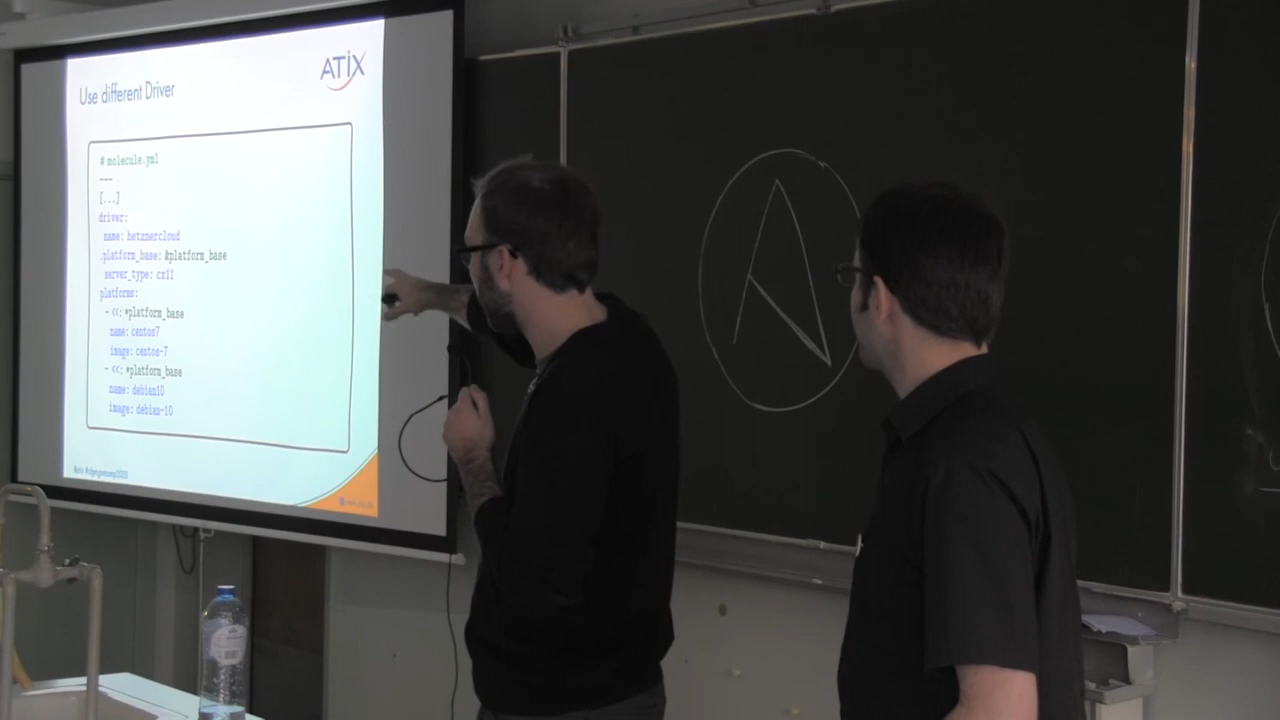 ATIX
Use different Driver
# molecule.yml
---
[...]
driver:
name: hetznercloud
.platform_base: &platform_base
server_type: cx11
platforms:
- <<: *platform_base
name: centos7
image: centos-7
- <<: *platform_base
name: debian10
image: debian-10